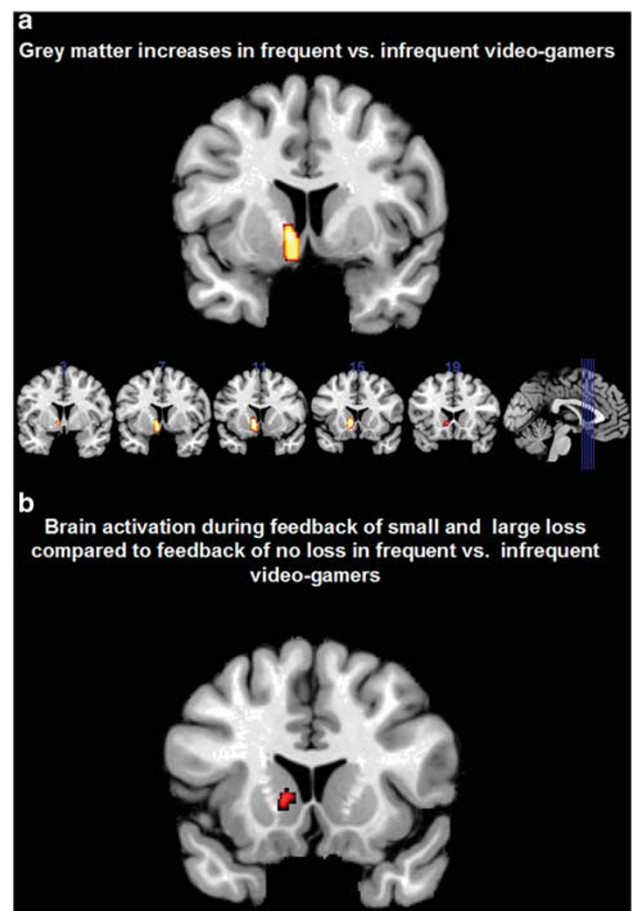 a
Grey matter increases in frequent vs. infrequent video-gamers
3 7 11 15 19
b
Brain activation during feedback of small and large loss
compared to feedback of no loss in frequent vs. infrequent
video-gamers